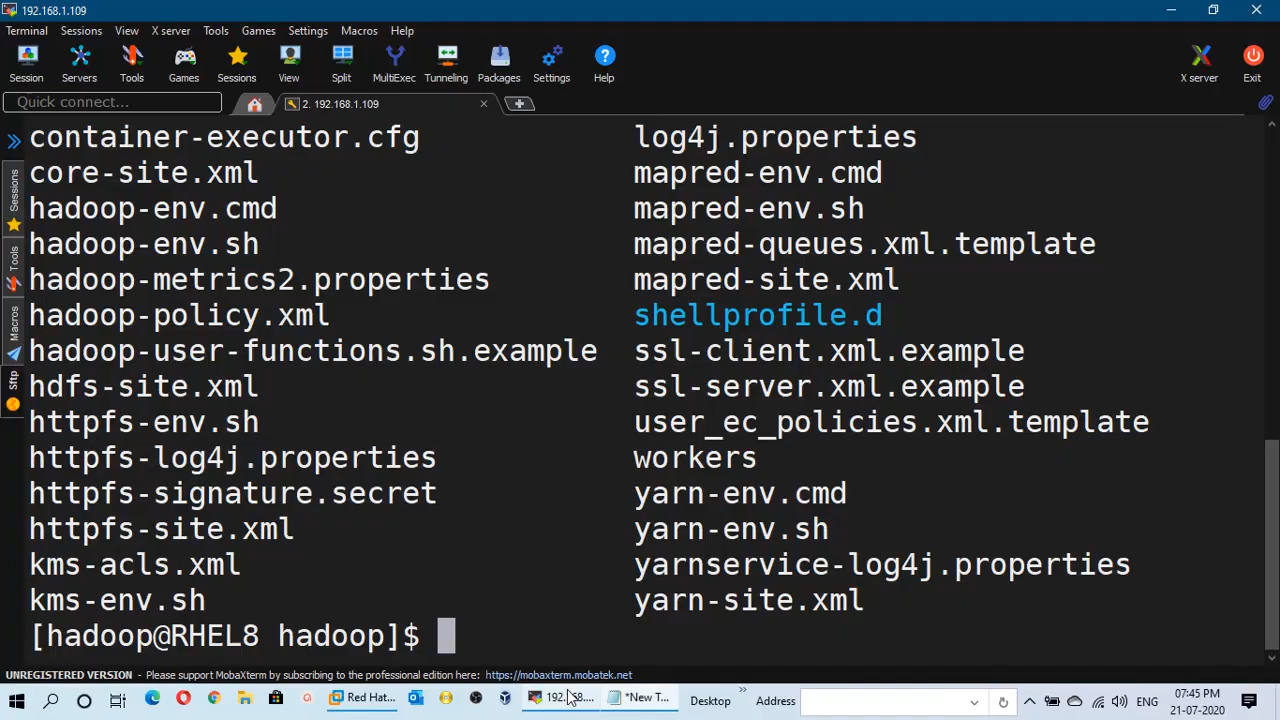 192.168.1.109
Terminal Sessions View X server Tools Games Settings Macros Help
Session Servers Tools Games Sessions View Split MultiExec Tunneling Packages Settings Help X server Exit
Quick connect... 2. 192.168.1.109
Sessions
Tools
Macros
Sftp
container-executor.cfg log4j.properties
core-site.xml mapred-env.cmd
hadoop-env.cmd mapred-env.sh
hadoop-env.sh mapred-queues.xml.template
hadoop-metrics2.properties mapred-site.xml
hadoop-policy.xml shellprofile.d
hadoop-user-functions.sh.example ssl-client.xml.example
hdfs-site.xml ssl-server.xml.example
httpfs-env.sh user_ec_policies.xml.template
httpfs-log4j.properties workers
httpfs-signature.secret yarn-env.cmd
httpfs-site.xml yarn-env.sh
kms-acls.xml yarnservice-log4j.properties
kms-env.sh yarn-site.xml
[hadoop@RHEL8 hadoop]$
UNREGISTERED VERSION - Please support MobaXterm by subscribing to the professional edition here: https://mobaxterm.mobatek.net
Red Hat... 192.168.... *New T... Desktop Address ENG 07:45 PM
21-07-2020